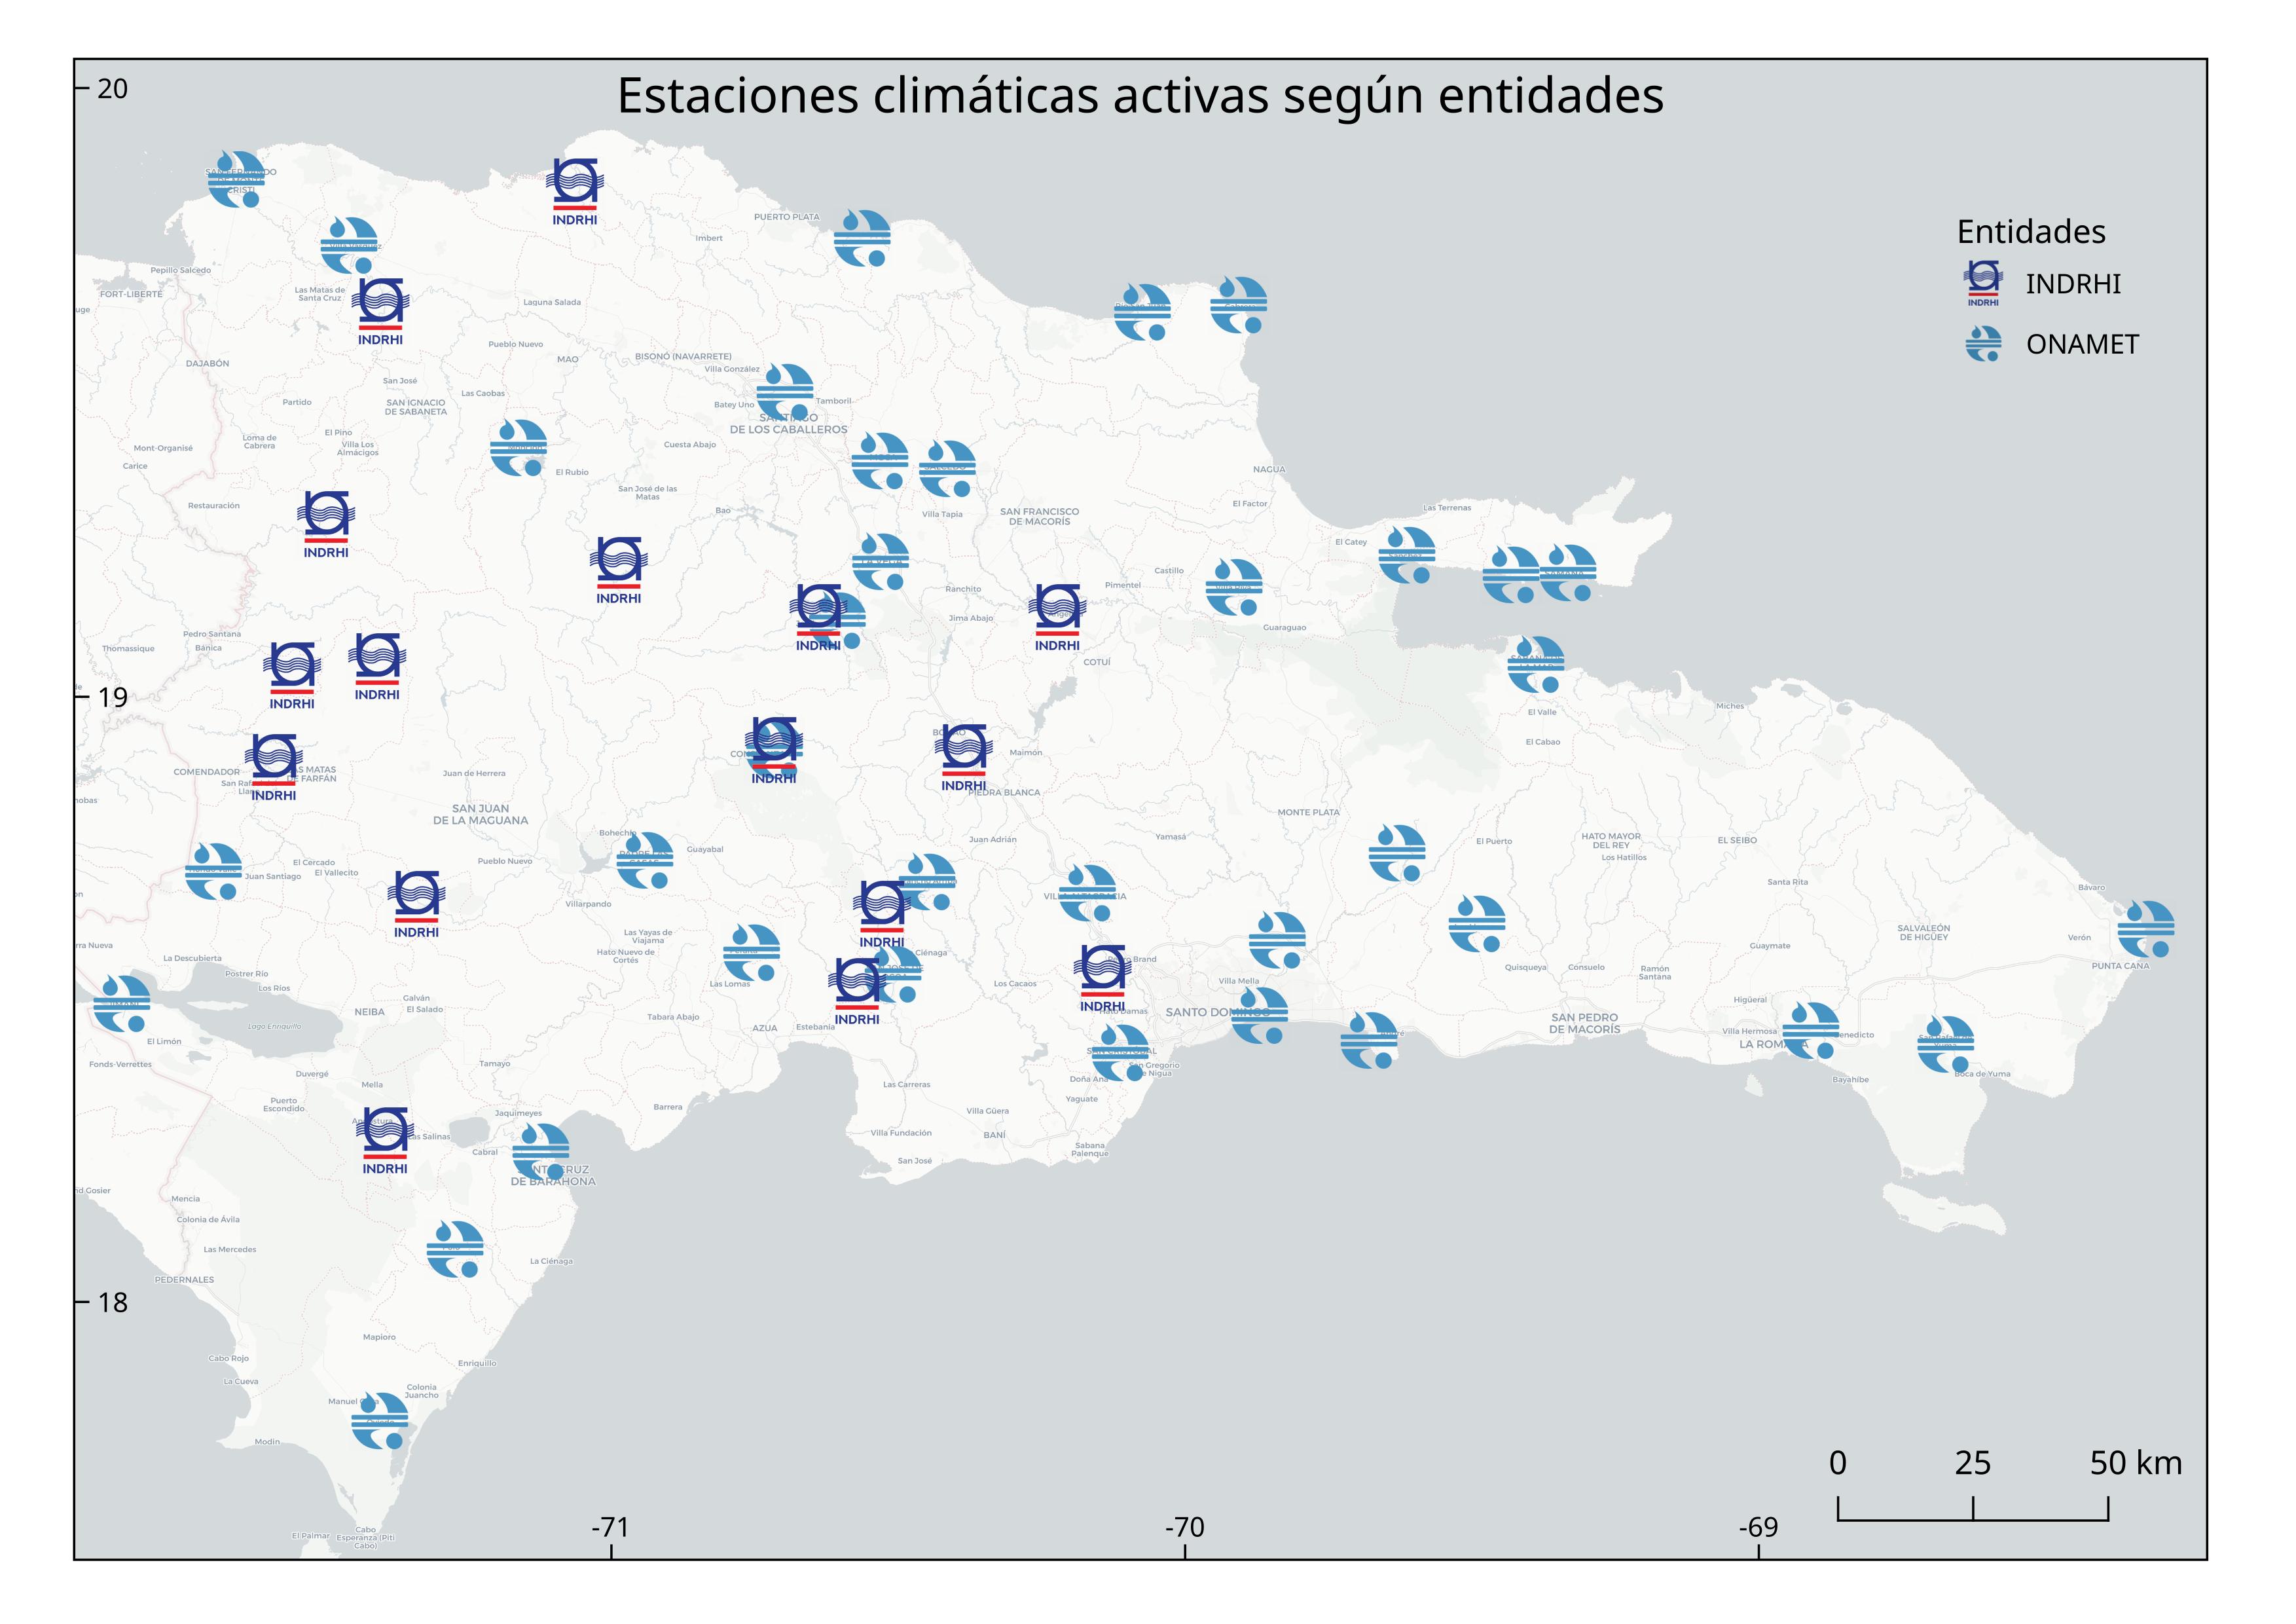 Estaciones climáticas activas según entidades
20
19
18
-71
-70
-69
Entidades
INDRHI
INDRHI
ONAMET
0 25 50 km
INDRHI
PUERTO PLATA
Imbert
Pepillo Salcedo
FORT-LIBERTÉ
Las Matas de
Santa Cruz
INDRHI
Laguna Salada
Pueblo Nuevo
MAO
BISONÓ (NAVARRETE)
Villa González
DAJABÓN
San José
Las Caobas
Partido
SAN IGNACIO
DE SABANETA
Batey Uno
Tamboril
DE LOS CABALLEROS
El Pino
Loma de
Cabrera
Villa Los
Almácigos
Mont-Organisé
Carice
Cuesta Abajo
El Rubio
NAGUA
San José de las
Matas
Restauración
Bao
Villa Tapia
SAN FRANCISCO
DE MACORÍS
El Factor
Las Terrenas
INDRHI
El Catey
INDRHI
Ranchito
Pimentel
Castillo
Jima Abajo
Guaraguao
INDRHI
INDRHI
Pedro Santana
Bánica
Thomassique
COTUÍ
INDRHI
INDRHI
Miches
El Valle
El Cabao
Maimón
INDRHI
INDRHI
PIEDRA BLANCA
COMENDADOR
INDRHI
Juan de Herrera
SAN JUAN
DE LA MAGUANA
MONTE PLATA
Bohechío
Guayabal
Juan Adrián
Yamasá
El Puerto
HATO MAYOR
DEL REY
Los Hatillos
EL SEIBO
El Cercado
El Vallecito
Juan Santiago
Pueblo Nuevo
Santa Rita
Bávaro
Villarpando
INDRHI
INDRHI
Las Yayas de
Viajama
Hato Nuevo de
Cortés
SALVALEÓN
DE HIGÜEY
Verón
Guaymate
La Descubierta
Postrer Río
Los Ríos
Ciénaga
Las Lomas
Los Cacaos
Villa Mella
Quisqueya
Consuelo
Ramón
Santana
PUNTA CANA
Galván
El Salado
NEIBA
INDRHI
INDRHI
Higüeral
Tabara Abajo
AZUA
Estebanía
SANTO DOMINGO
SAN PEDRO
DE MACORÍS
Villa Hermosa
Lago Enriquillo
El Limón
Fonds-Verrettes
Duvergé
Tamayo
Mella
Las Carreras
Doña Ana
Bayahíbe
Boca de Yuma
Puerto
Escondido
Jaquimeyes
Barrera
Yaguate
Villa Güera
Las Salinas
Cabral
Villa Fundación
BANÍ
Sabana
Palenque
San José
INDRHI
DE BARAHONA
Mencia
Colonia de Ávila
Las Mercedes
La Ciénaga
PEDERNALES
Mapioro
Cabo Rojo
Enriquillo
La Cueva
Colonia
Juancho
Modin
El Palmar
Cabo
Esperanza (Piti
Cabo)